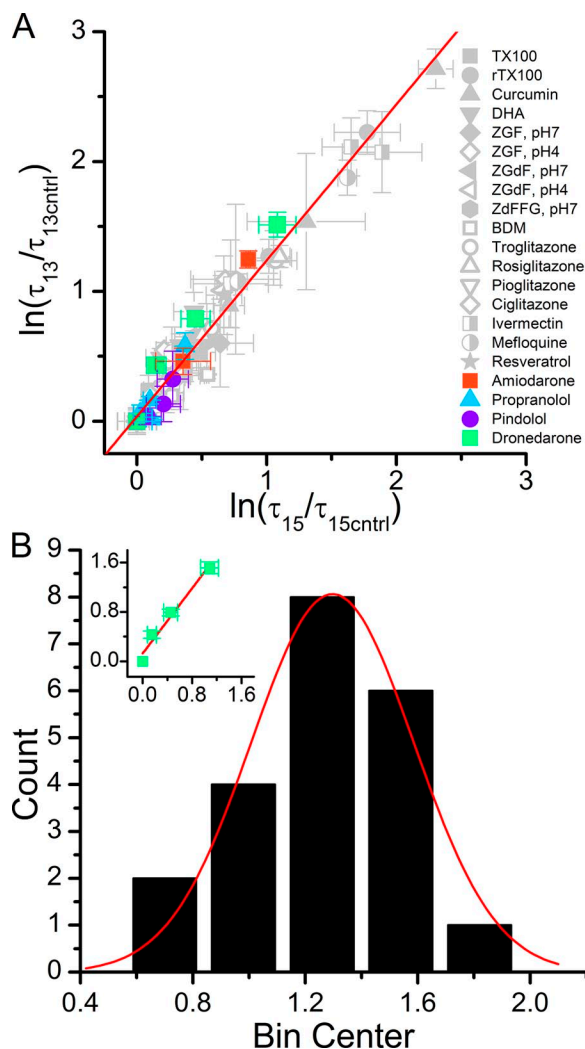 A
3
2
1
0
0
1
2
3
ln(τ13/τ13cntrl)
ln(τ15/τ15cntrl)
TX100
rTX100
Curcumin
DHA
ZGF, pH7
ZGF, pH4
ZGdF, pH7
ZGdF, pH4
ZdFFG, pH7
BDM
Troglitazone
Rosiglitazone
Pioglitazone
Ciglitazone
Ivermectin
Mefloquine
Resveratrol
Amiodarone
Propranolol
Pindolol
Dronedarone
B
9
8
7
6
5
4
3
2
1
0
Count
1.6
0.8
0.0
0.0 0.8 1.6
0.4 0.8 1.2 1.6 2.0
Bin Center